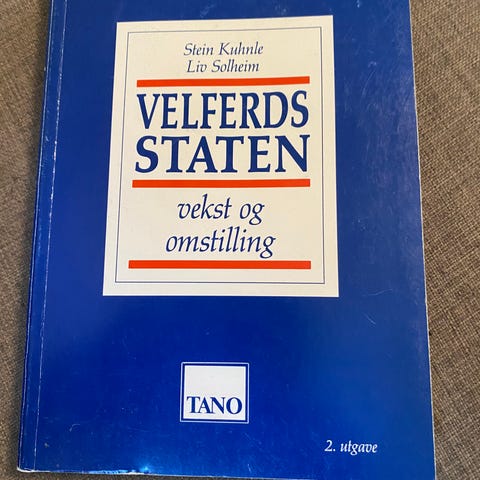 Stein Kuhnle
Liv Solheim
VELFERDS
STATEN
vekst og
omstilling
TANO
2. utgave